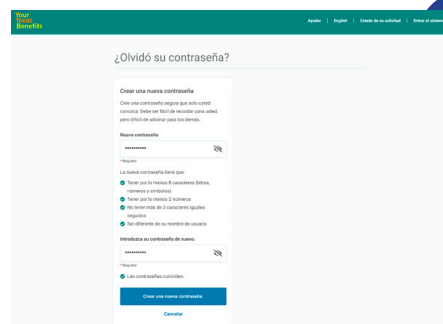 Your
Texas
Benefits
Ayuda | English | Estado de su solicitud | Entrar al sistema
¿Olvidó su contraseña?
Crear una nueva contraseña
Cree una contraseña segura que solo usted
conozca. Debe ser fácil de recordar para usted,
pero difícil de adivinar para los demás.
Nueva contraseña
**********
* Required
La nueva contraseña tiene que:
Tener por lo menos 8 caracteres (letras,
números y símbolos)
Tener por lo menos 2 números
No tener más de 3 caracteres iguales
seguidos
Ser diferente de su nombre de usuario
Introduzca su contraseña de nuevo.
**********
* Required
Las contraseñas coinciden.
Crear una nueva contraseña
Cancelar